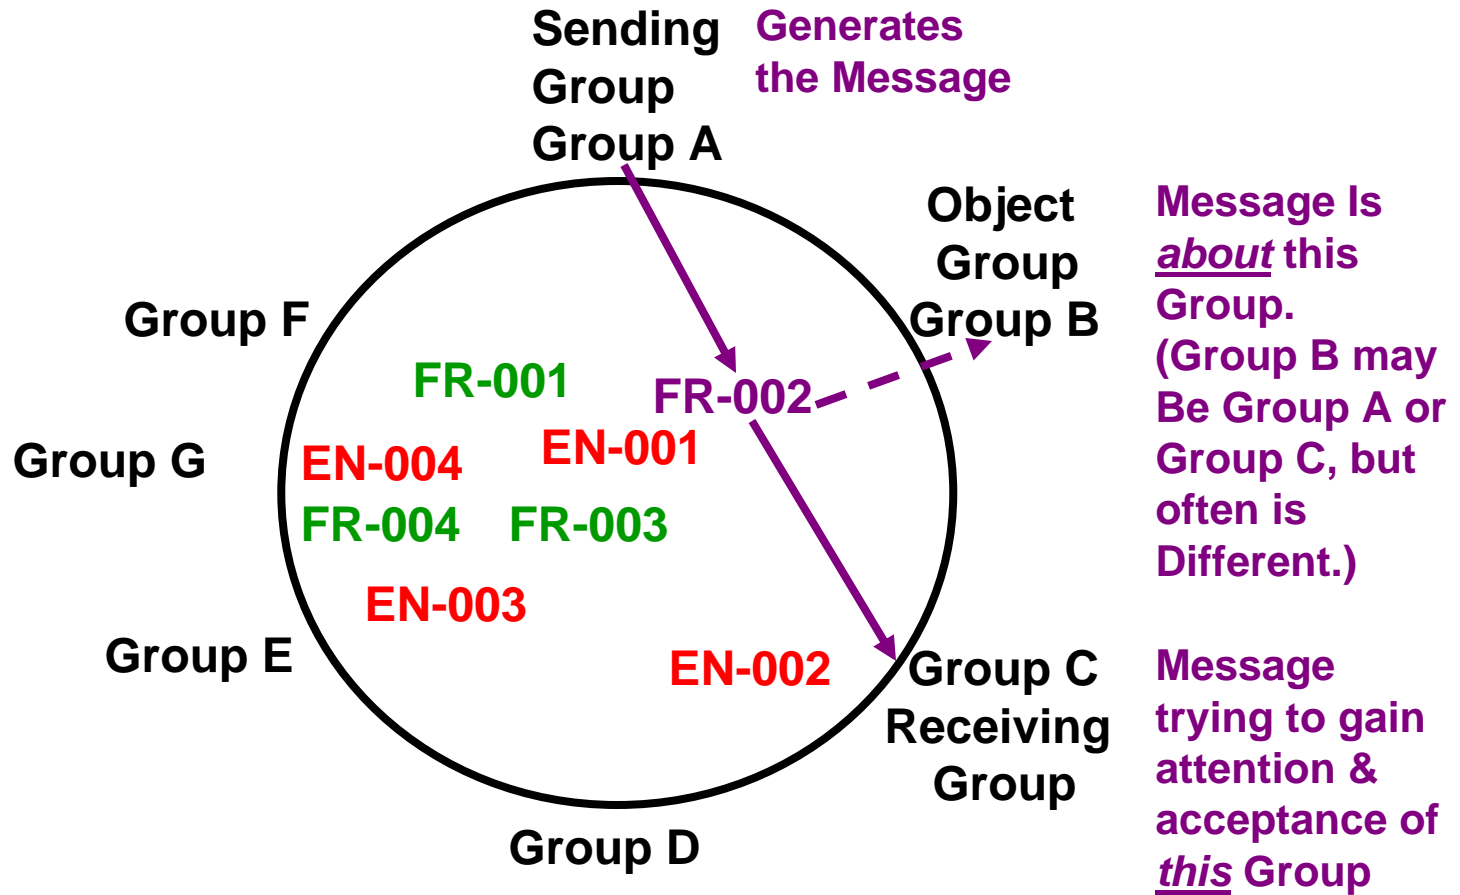 Sending
Group
Group A
Generates
the Message
Object
Group
Group B
Message Is
about this
Group.
(Group B may
Be Group A or
Group C, but
often is
Different.)
Group F
FR-001
FR-002
Group G
EN-004
EN-001
FR-004
FR-003
EN-003
Group E
EN-002
Group C
Receiving
Group
Message
trying to gain
attention &
acceptance of
this Group
Group D